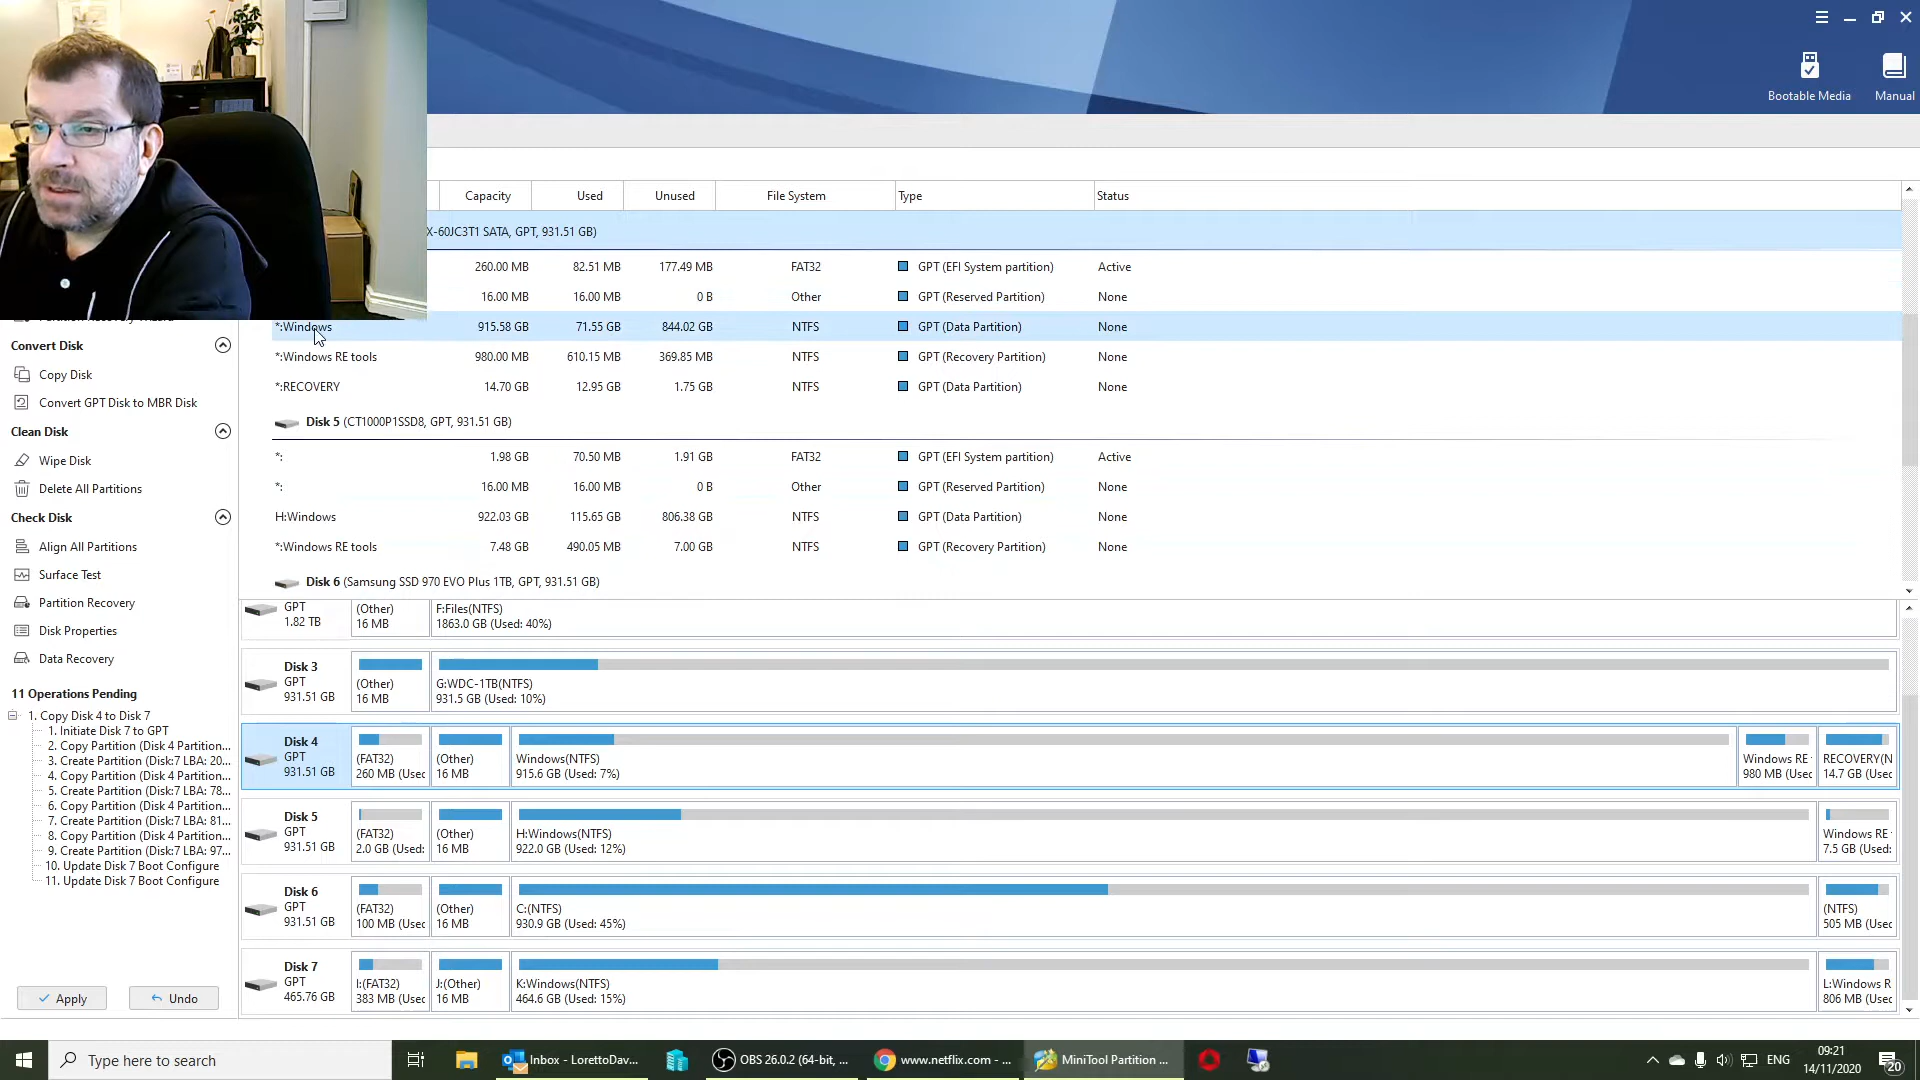 Bootable Media
Manual
Capacity
Used
Unused
File System
Type
Status
X-60JC3T1 SATA, GPT, 931.51 GB)
260.00 MB 82.51 MB 177.49 MB FAT32 GPT (EFI System partition) Active
16.00 MB 16.00 MB 0 B Other GPT (Reserved Partition) None
*:Windows 915.58 GB 71.55 GB 844.02 GB NTFS GPT (Data Partition) None
*:Windows RE tools 980.00 MB 610.15 MB 369.85 MB NTFS GPT (Recovery Partition) None
*:RECOVERY 14.70 GB 12.95 GB 1.75 GB NTFS GPT (Data Partition) None
Disk 5 (CT1000P1SSD8, GPT, 931.51 GB)
*: 1.98 GB 70.50 MB 1.91 GB FAT32 GPT (EFI System partition) Active
*: 16.00 MB 16.00 MB 0 B Other GPT (Reserved Partition) None
H:Windows 922.03 GB 115.65 GB 806.38 GB NTFS GPT (Data Partition) None
*:Windows RE tools 7.48 GB 490.05 MB 7.00 GB NTFS GPT (Recovery Partition) None
Disk 6 (Samsung SSD 970 EVO Plus 1TB, GPT, 931.51 GB)
Convert Disk
Copy Disk
Convert GPT Disk to MBR Disk
Clean Disk
Wipe Disk
Delete All Partitions
Check Disk
Align All Partitions
Surface Test
Partition Recovery
Disk Properties
Data Recovery
11 Operations Pending
1. Copy Disk 4 to Disk 7
1. Initiate Disk 7 to GPT
2. Copy Partition (Disk 4 Partition...
3. Create Partition (Disk:7 LBA: 20...
4. Copy Partition (Disk 4 Partition...
5. Create Partition (Disk:7 LBA: 78...
6. Copy Partition (Disk 4 Partition...
7. Create Partition (Disk:7 LBA: 81...
8. Copy Partition (Disk 4 Partition...
9. Create Partition (Disk:7 LBA: 97...
10. Update Disk 7 Boot Configure
11. Update Disk 7 Boot Configure
Apply
Undo
GPT
1.82 TB
(Other)
16 MB
F:Files(NTFS)
1863.0 GB (Used: 40%)
Disk 3
GPT
931.51 GB
(Other)
16 MB
G:WDC-1TB(NTFS)
931.5 GB (Used: 10%)
Disk 4
GPT
931.51 GB
(FAT32)
260 MB (Used
(Other)
16 MB
Windows(NTFS)
915.6 GB (Used: 7%)
Windows RE
980 MB (Used
RECOVERY(N
14.7 GB (Used
Disk 5
GPT
931.51 GB
(FAT32)
2.0 GB (Used:
(Other)
16 MB
H:Windows(NTFS)
922.0 GB (Used: 12%)
Windows RE
7.5 GB (Used:
Disk 6
GPT
931.51 GB
(FAT32)
100 MB (Used
(Other)
16 MB
C:(NTFS)
930.9 GB (Used: 45%)
(NTFS)
505 MB (Used
Disk 7
GPT
465.76 GB
I:(FAT32)
383 MB (Used
J:(Other)
16 MB
K:Windows(NTFS)
464.6 GB (Used: 15%)
L:Windows R
806 MB (Used
Type here to search
Inbox - LorettoDav...
OBS 26.0.2 (64-bit, ...
www.netflix.com - ...
MiniTool Partition ...
ENG
09:21
14/11/2020
20